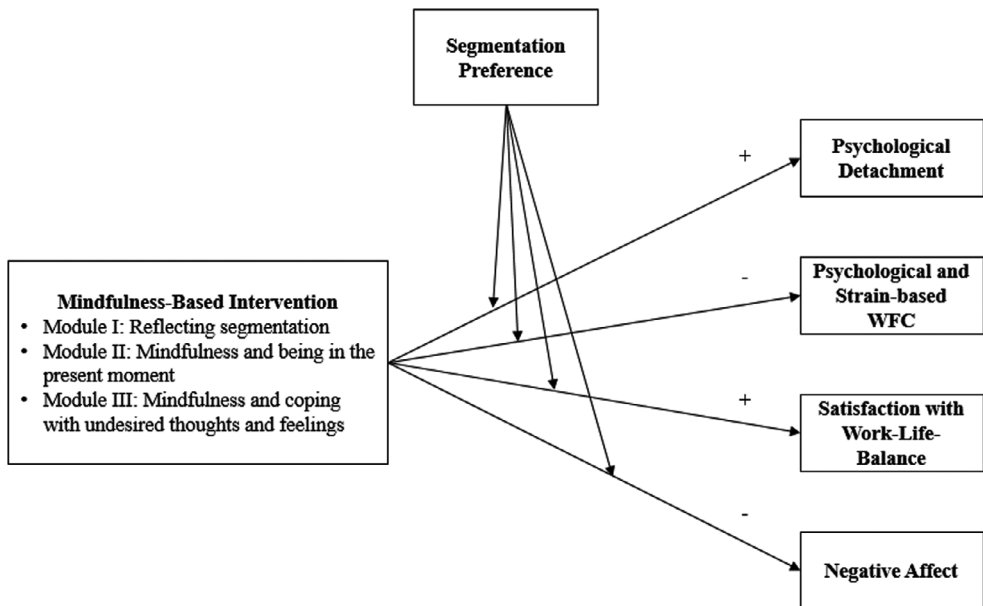 Segmentation
Preference
+
Psychological
Detachment
Mindfulness-Based Intervention
• Module I: Reflecting segmentation
• Module II: Mindfulness and being in the
present moment
• Module III: Mindfulness and coping
with undesired thoughts and feelings
-
Psychological and
Strain-based
WFC
+
Satisfaction with
Work-Life-
Balance
-
Negative Affect